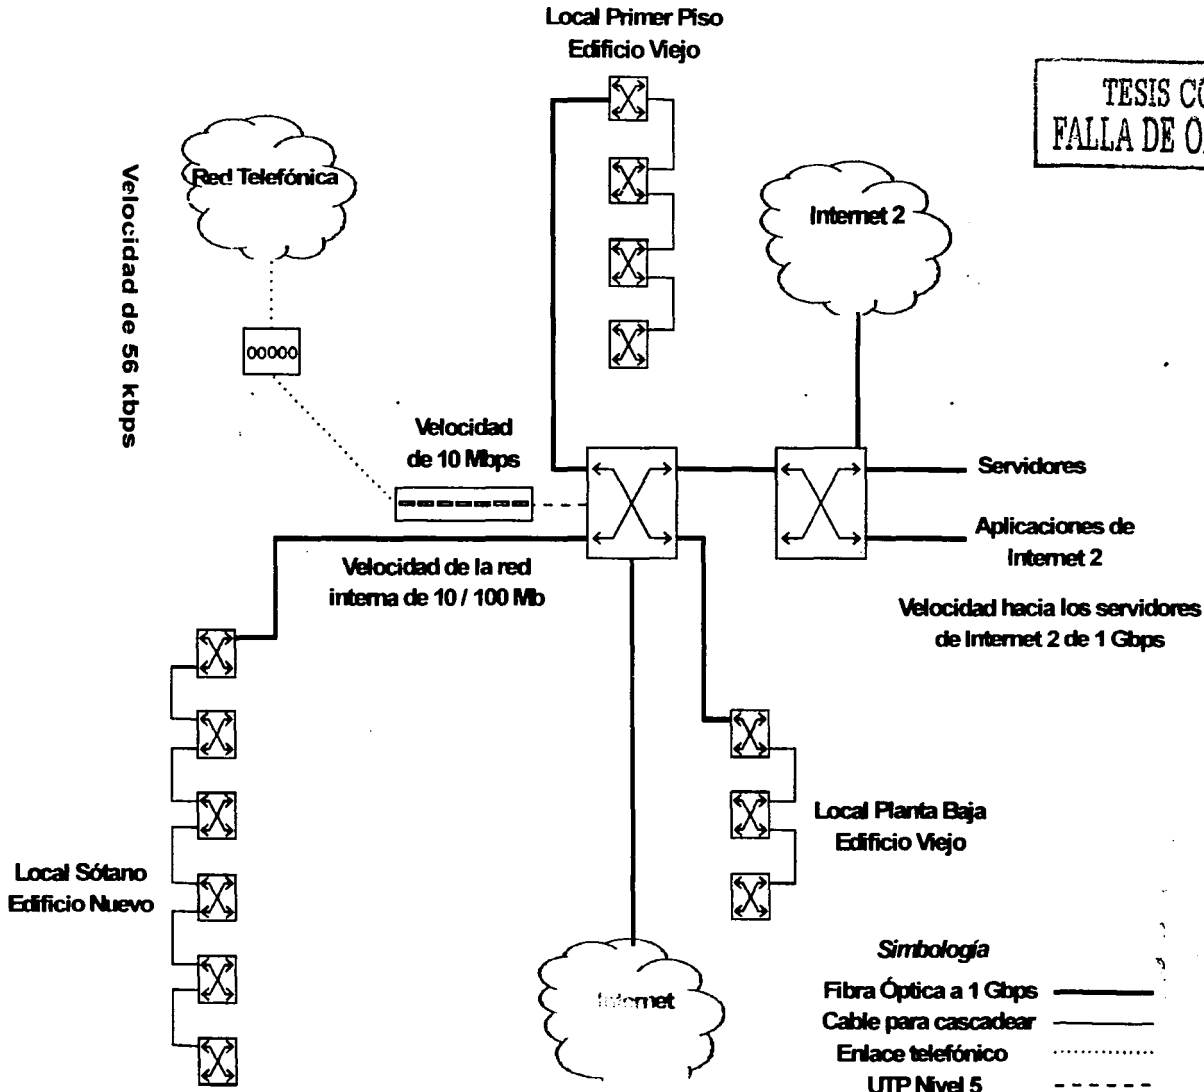 Local Primer Piso
Edificio Viejo
TESIS CO
FALLA DE O
Red Telefónica
Internet 2
Velocidad de 56 kbps
00000
Velocidad
de 10 Mbps
Servidores
Aplicaciones de
Internet 2
Velocidad de la red
interna de 10 / 100 Mb
Velocidad hacia los servidores
de Internet 2 de 1 Gbps
Local Planta Baja
Edificio Viejo
Local Sótano
Edificio Nuevo
Internet
Simbología
Fibra Óptica a 1 Gbps
Cable para cascadear
Enlace telefónico
UTP Nivel 5